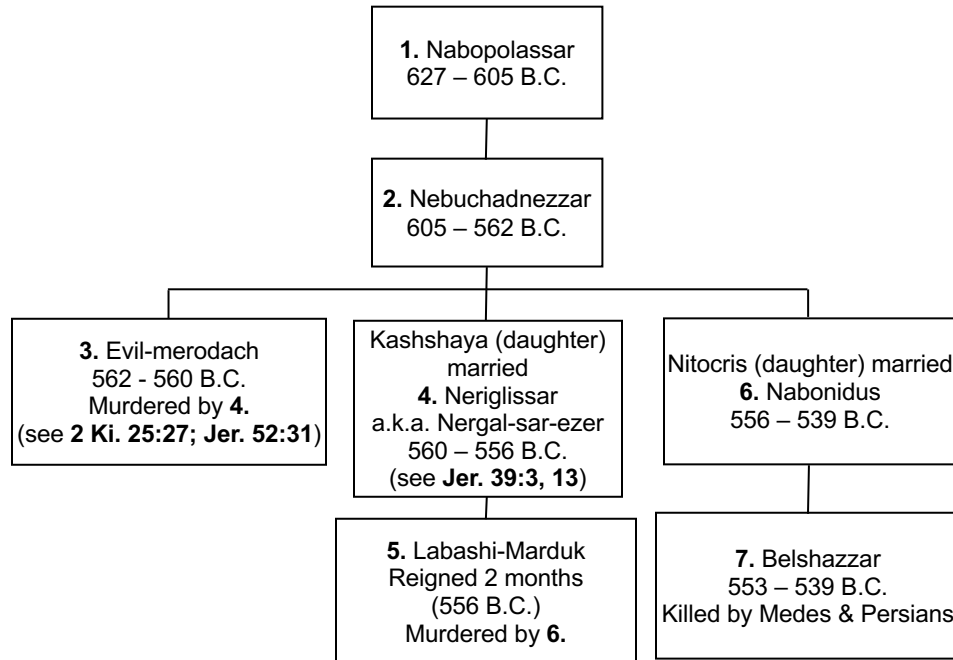 1. Nabopolassar
627 – 605 B.C.
2. Nebuchadnezzar
605 – 562 B.C.
3. Evil-merodach
562 - 560 B.C.
Murdered by 4.
(see 2 Ki. 25:27; Jer. 52:31)
Kashshaya (daughter)
married
4. Neriglissar
a.k.a. Nergal-sar-ezer
560 – 556 B.C.
(see Jer. 39:3, 13)
Nitocris (daughter) married
6. Nabonidus
556 – 539 B.C.
5. Labashi-Marduk
Reigned 2 months
(556 B.C.)
Murdered by 6.
7. Belshazzar
553 – 539 B.C.
Killed by Medes & Persians